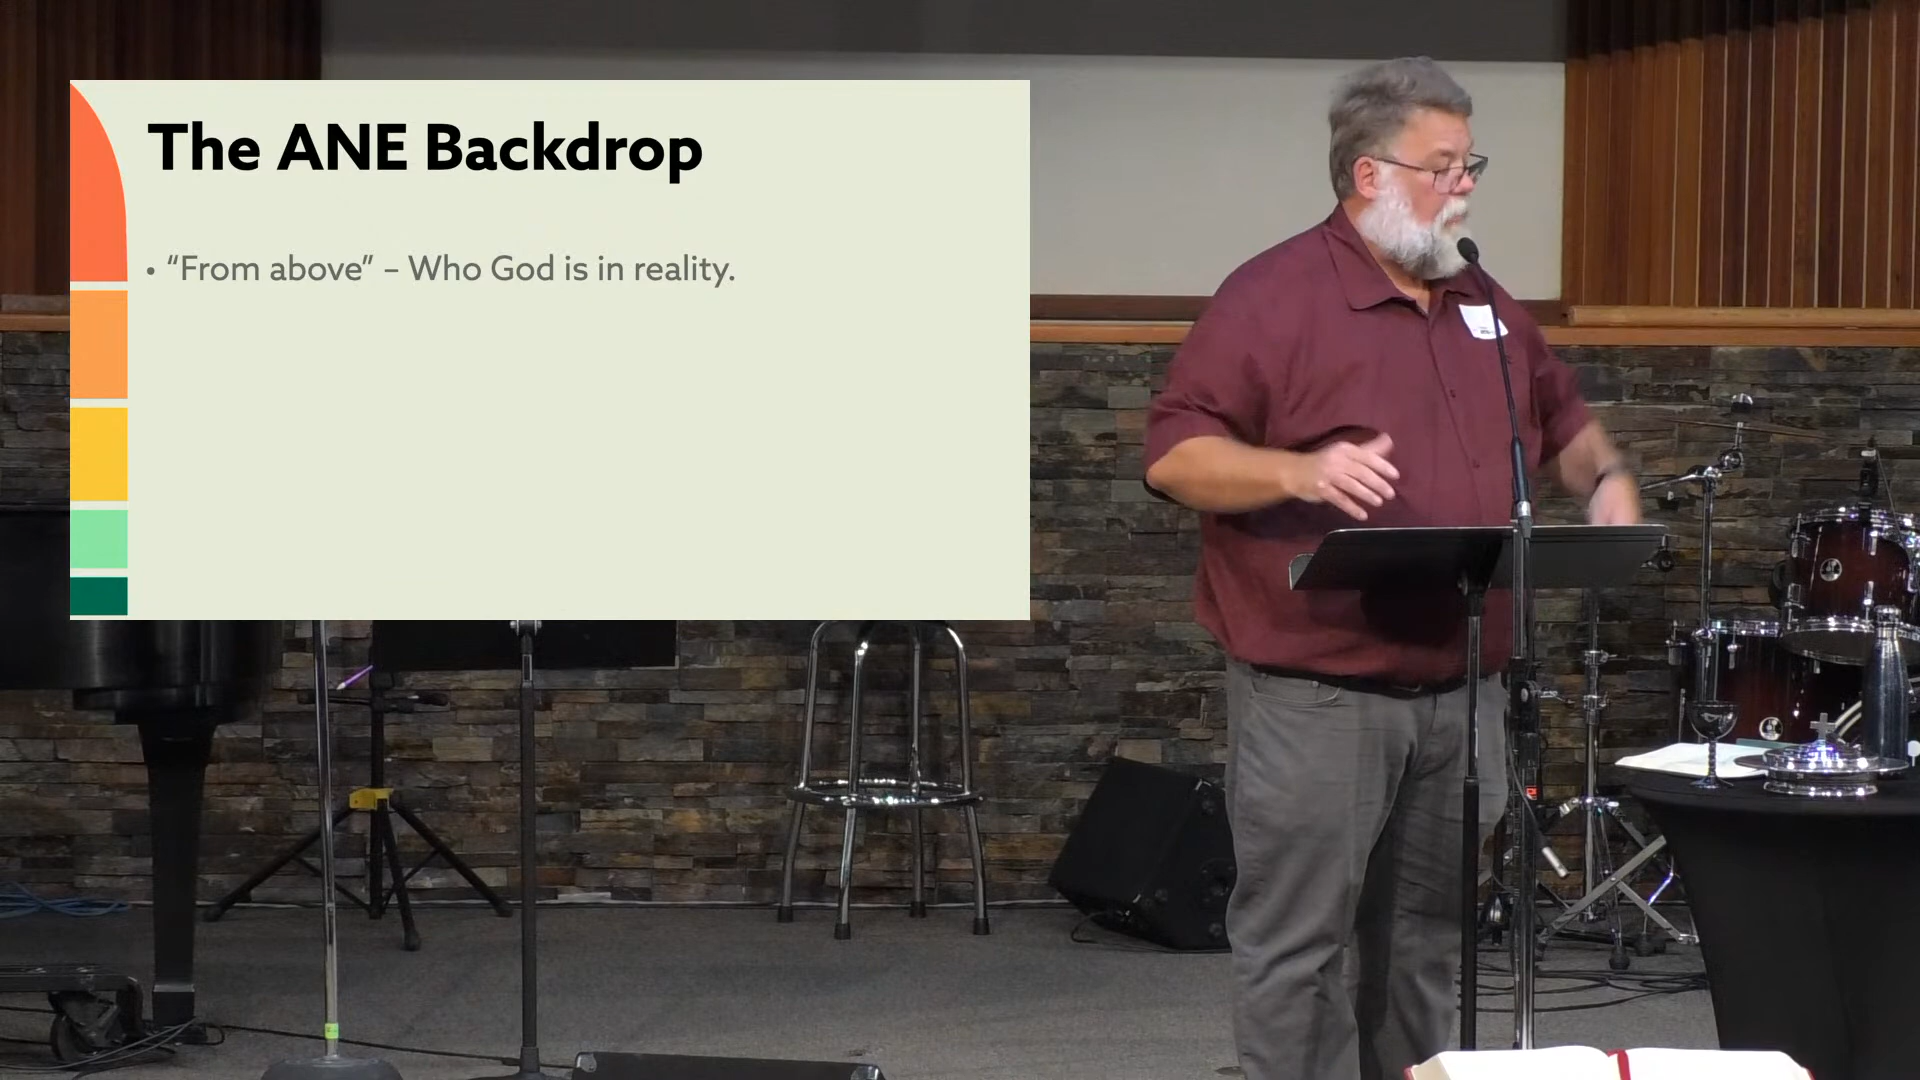 The ANE Backdrop
• “From above” – Who God is in reality.